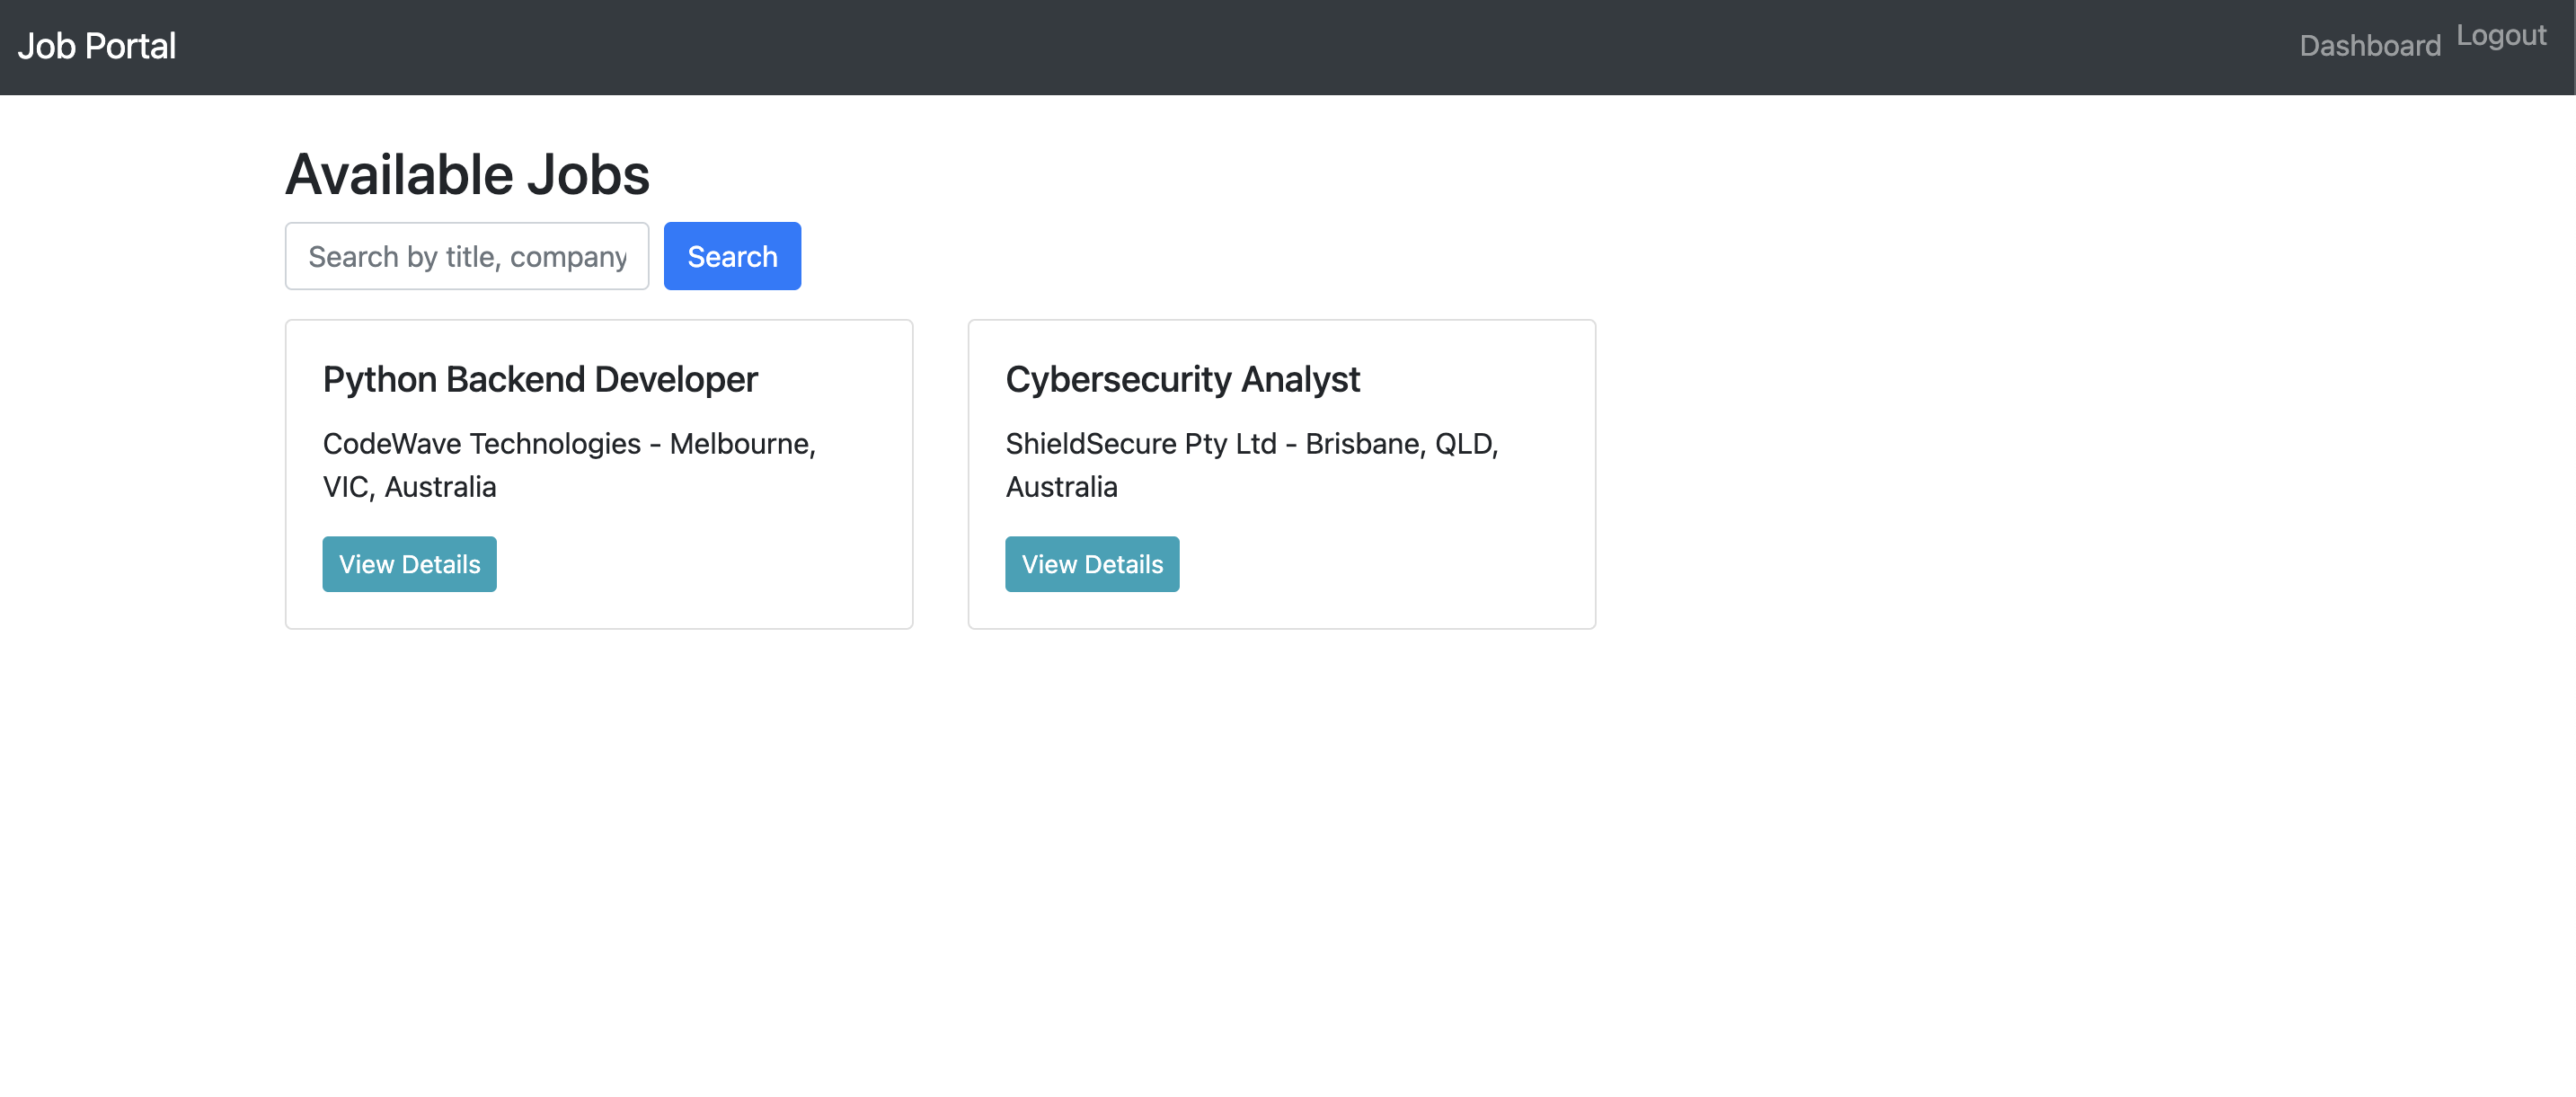 Job Portal
Dashboard Logout
Available Jobs
Search by title, company
Search
Python Backend Developer
CodeWave Technologies - Melbourne,
VIC, Australia
View Details
Cybersecurity Analyst
ShieldSecure Pty Ltd - Brisbane, QLD,
Australia
View Details